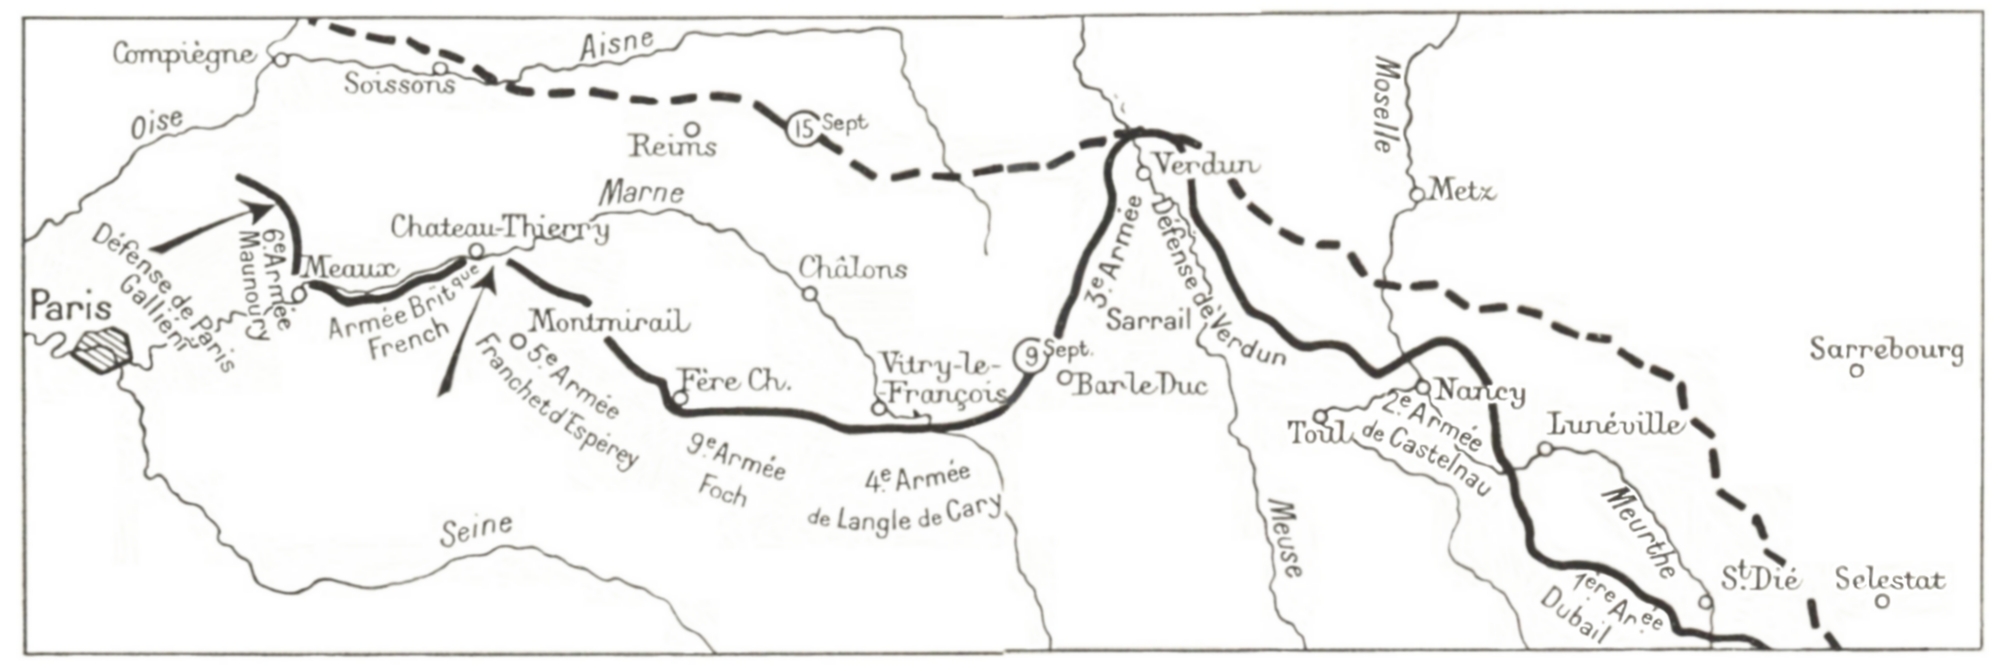 Compiègne
Soissons
Aisne
Oise
Reims
15 Sept
Verdun
Moselle
Metz
Marne
Chateau-Thierry
Châlons
Meaux
6e Armée
Maunoury
Défense de Paris
Galliéni
Paris
Armée Britque
French
Montmirail
5e Armée
Franchet d'Espérey
Fère Ch.
9e Armée
Foch
Vitry-le-
-François
4e Armée
de Langle de Cary
9 Sept.
Bar le Duc
3e Armée
Sarrail
Défense de Verdun
Meuse
Seine
Toul
Nancy
2e Armée
de Castelnau
Lunéville
Meurthe
Sarrebourg
St. Dié
Selestat
1ère Arée
Dubail